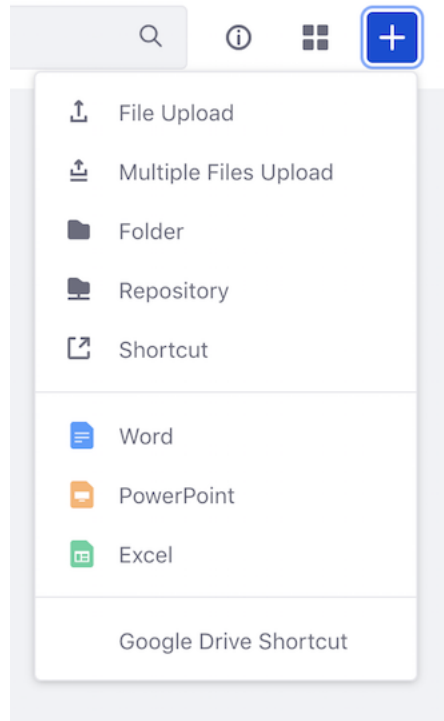 File Upload
Multiple Files Upload
Folder
Repository
Shortcut
Word
PowerPoint
Excel
Google Drive Shortcut